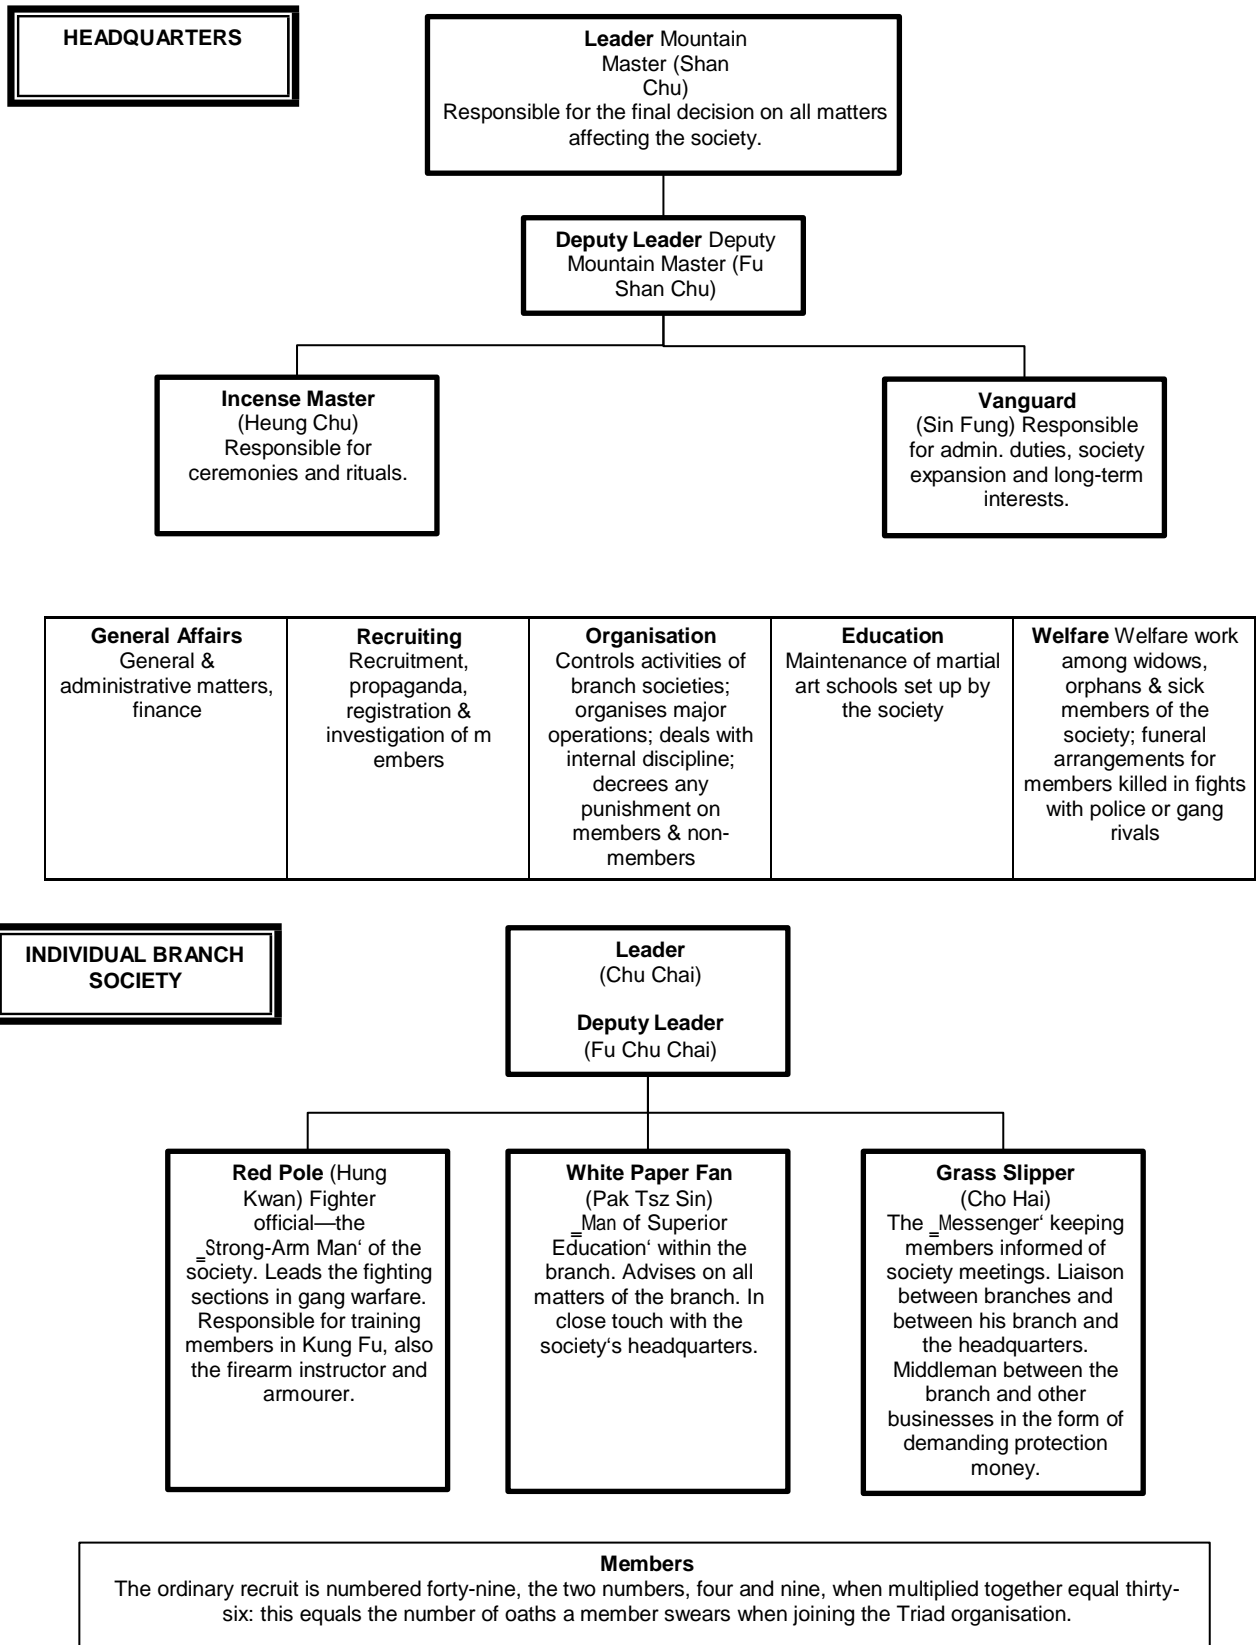 HEADQUARTERS
Leader Mountain
Master (Shan
Chu)
Responsible for the final decision on all matters
affecting the society.
Deputy Leader Deputy
Mountain Master (Fu
Shan Chu)
Incense Master
(Heung Chu)
Responsible for
ceremonies and rituals.
Vanguard
(Sin Fung) Responsible
for admin. duties, society
expansion and long-term
interests.
General Affairs
General &
administrative matters,
finance
Recruiting
Recruitment,
propaganda,
registration &
investigation of m
embers
Organisation
Controls activities of
branch societies;
organises major
operations; deals with
internal discipline;
decrees any
punishment on
members & non-
members
Education
Maintenance of martial
art schools set up by
the society
Welfare Welfare work
among widows,
orphans & sick
members of the
society; funeral
arrangements for
members killed in fights
with police or gang
rivals
INDIVIDUAL BRANCH
SOCIETY
Leader
(Chu Chai)
Deputy Leader
(Fu Chu Chai)
Red Pole (Hung
Kwan) Fighter
official—the
‗Strong-Arm Man‘ of the
society. Leads the fighting
sections in gang warfare.
Responsible for training
members in Kung Fu, also
the firearm instructor and
armourer.
White Paper Fan
(Pak Tsz Sin)
‗Man of Superior
Education‘ within the
branch. Advises on all
matters of the branch. In
close touch with the
society‘s headquarters.
Grass Slipper
(Cho Hai)
The ‗Messenger‘ keeping
members informed of
society meetings. Liaison
between branches and
between his branch and
the headquarters.
Middleman between the
branch and other
businesses in the form of
demanding protection
money.
Members
The ordinary recruit is numbered forty-nine, the two numbers, four and nine, when multiplied together equal thirty-
six: this equals the number of oaths a member swears when joining the Triad organisation.